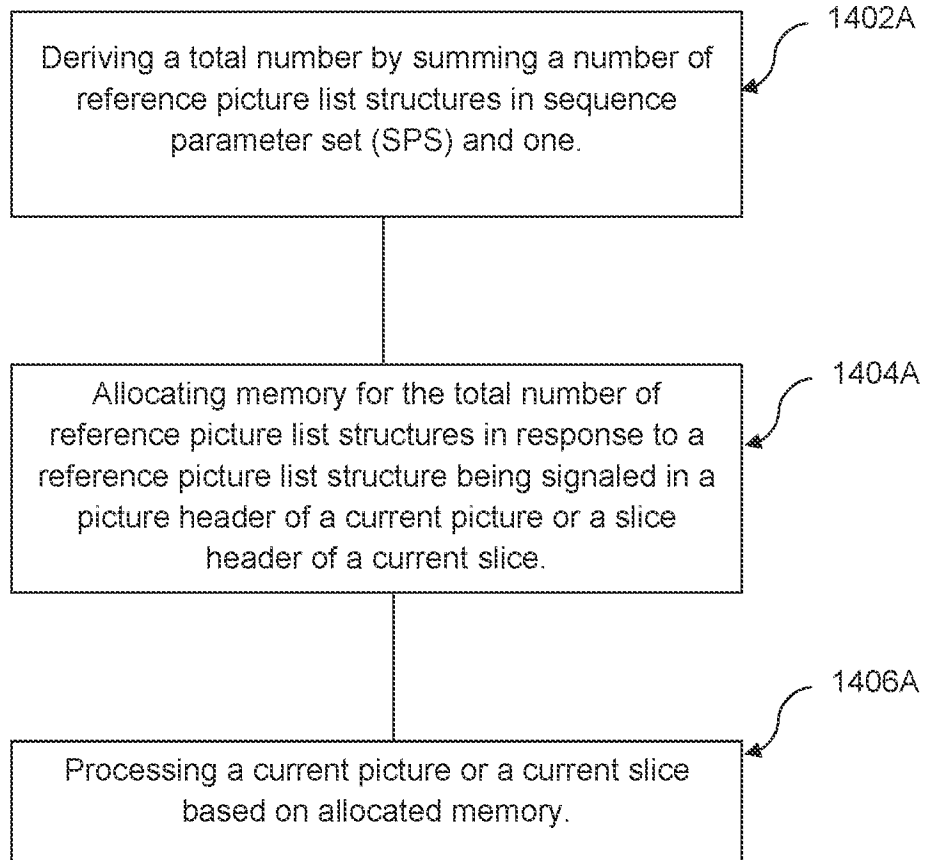 1402A
Deriving a total number by summing a number of
reference picture list structures in sequence
parameter set (SPS) and one.
1404A
Allocating memory for the total number of
reference picture list structures in response to a
reference picture list structure being signaled in a
picture header of a current picture or a slice
header of a current slice.
1406A
Processing a current picture or a current slice
based on allocated memory.